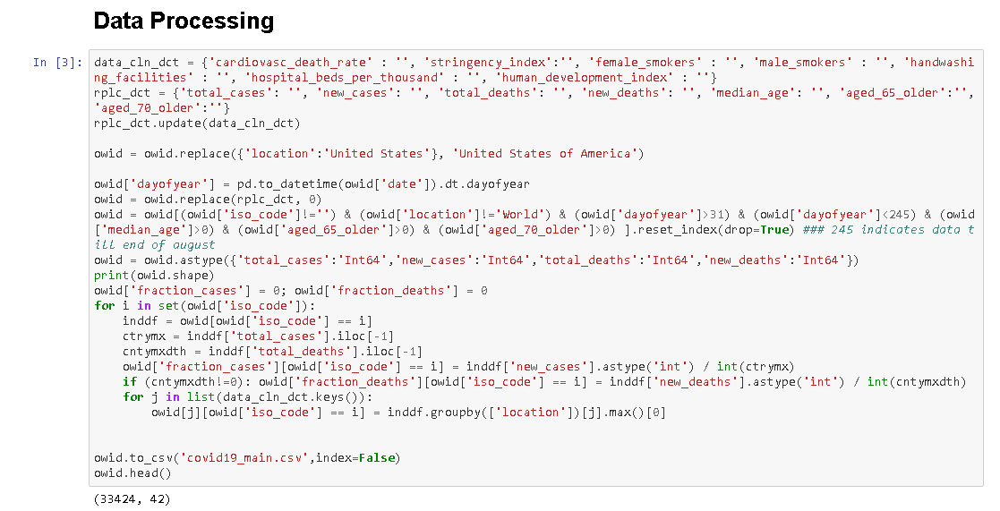 Data Processing
In [3]: data_cln_dct = {'cardiovasc_death_rate' : '', 'stringency_index':'', 'female_smokers' : '', 'male_smokers' : '', 'handwashi
ng_facilities' : '', 'hospital_beds_per_thousand' : '', 'human_development_index' : ''}
rplc_dct = {'total_cases': '', 'new_cases': '', 'total_deaths': '', 'new_deaths': '', 'median_age': '', 'aged_65_older':'',
'aged_70_older':''}
rplc_dct.update(data_cln_dct)
owid = owid.replace({'location':'United States'}, 'United States of America')
owid['dayofyear'] = pd.to_datetime(owid['date']).dt.dayofyear
owid = owid.replace(rplc_dct, 0)
owid = owid[(owid['iso_code']!='') & (owid['location']!='World') & (owid['dayofyear']>31) & (owid['dayofyear']<245) & (owid
['median_age']>0) & (owid['aged_65_older']>0) & (owid['aged_70_older']>0) ].reset_index(drop=True) ### 245 indicates data t
ill end of august
owid = owid.astype({'total_cases':'Int64','new_cases':'Int64','total_deaths':'Int64','new_deaths':'Int64'})
print(owid.shape)
owid['fraction_cases'] = 0; owid['fraction_deaths'] = 0
for i in set(owid['iso_code']):
    inddf = owid[owid['iso_code'] == i]
    ctrymx = inddf['total_cases'].iloc[-1]
    cntymxdth = inddf['total_deaths'].iloc[-1]
    owid['fraction_cases'][owid['iso_code'] == i] = inddf['new_cases'].astype('int') / int(ctrymx)
    if (cntymxdth!=0): owid['fraction_deaths'][owid['iso_code'] == i] = inddf['new_deaths'].astype('int') / int(cntymxdth)
    for j in list(data_cln_dct.keys()):
        owid[j][owid['iso_code'] == i] = inddf.groupby(['location'])[j].max()[0]
owid.to_csv('covid19_main.csv',index=False)
owid.head()
(33424, 42)